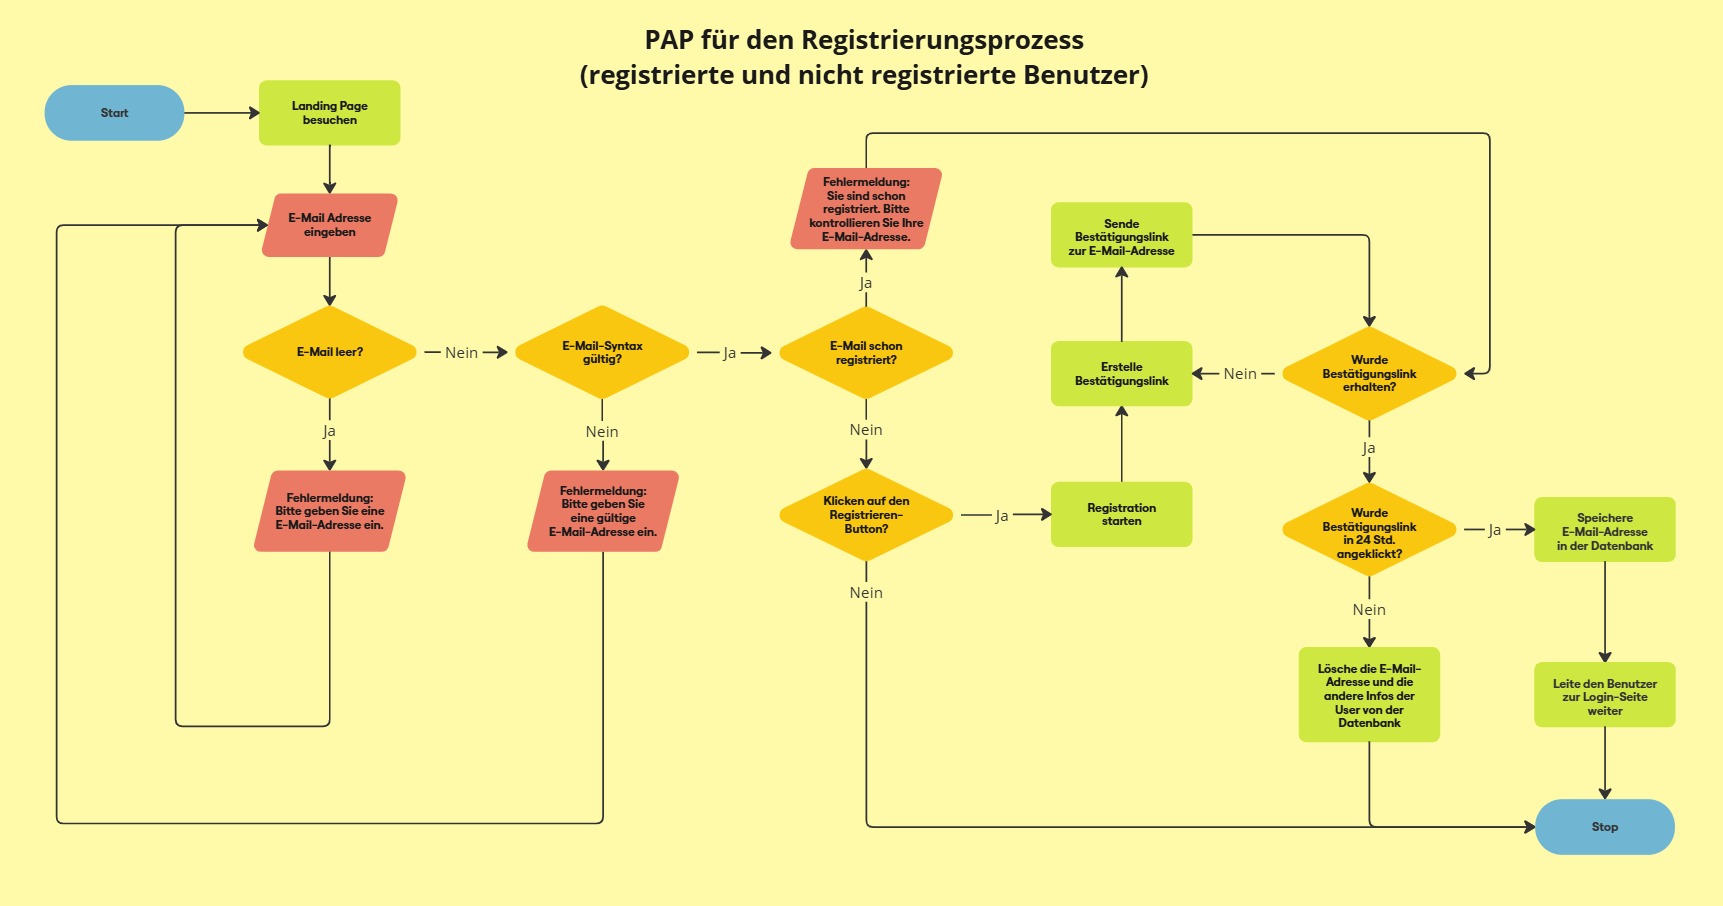 PAP für den Registrierungsprozess
(registrierte und nicht registrierte Benutzer)
Start
Landing Page
besuchen
E-Mail Adresse
eingeben
E-Mail leer?
Nein
E-Mail-Syntax
gültig?
Ja
E-Mail schon
registriert?
Ja
Fehlermeldung:
Bitte geben Sie eine
E-Mail-Adresse ein.
Nein
Fehlermeldung:
Bitte geben Sie
eine gültige
E-Mail-Adresse ein.
Ja
Fehlermeldung:
Sie sind schon
registriert. Bitte
kontrollieren Sie Ihre
E-Mail-Adresse.
Nein
Klicken auf den
Registrieren-
Button?
Nein
Ja
Registration
starten
Erstelle
Bestätigungslink
Sende
Bestätigungslink
zur E-Mail-Adresse
Nein
Wurde
Bestätigungslink
erhalten?
Ja
Wurde
Bestätigungslink
in 24 Std.
angeklickt?
Nein
Lösche die E-Mail-
Adresse und die
andere Infos der
User von der
Datenbank
Ja
Speichere
E-Mail-Adresse
in der Datenbank
Leite den Benutzer
zur Login-Seite
weiter
Stop